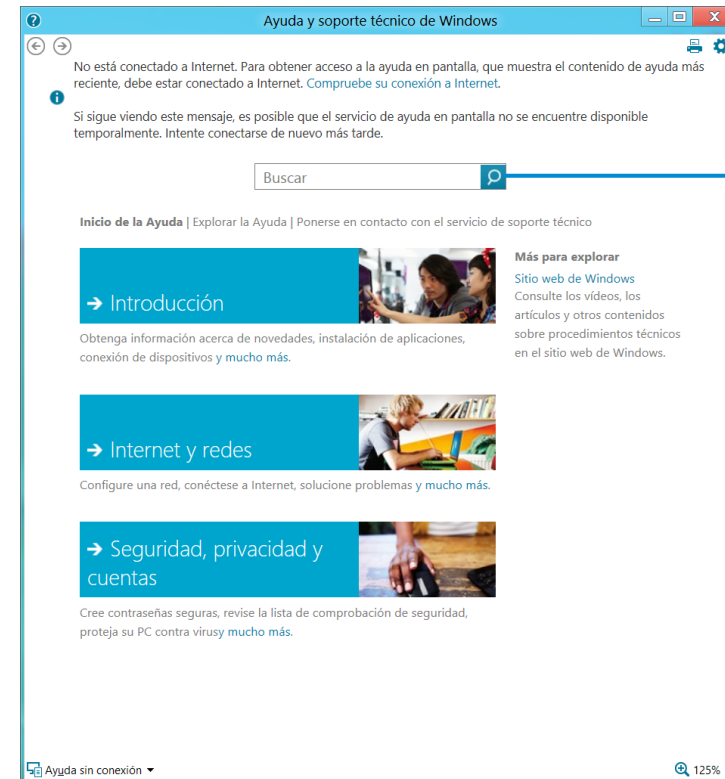 Ayuda y soporte técnico de Windows
No está conectado a Internet. Para obtener acceso a la ayuda en pantalla, que muestra el contenido de ayuda más
reciente, debe estar conectado a Internet. Compruebe su conexión a Internet.
Si sigue viendo este mensaje, es posible que el servicio de ayuda en pantalla no se encuentre disponible
temporalmente. Intente conectarse de nuevo más tarde.
Buscar
Inicio de la Ayuda | Explorar la Ayuda | Ponerse en contacto con el servicio de soporte técnico
→ Introducción
Obtenga información acerca de novedades, instalación de aplicaciones,
conexión de dispositivos y mucho más.
Más para explorar
Sitio web de Windows
Consulte los vídeos, los
artículos y otros contenidos
sobre procedimientos técnicos
en el sitio web de Windows.
→ Internet y redes
Configure una red, conéctese a Internet, solucione problemas y mucho más.
→ Seguridad, privacidad y
cuentas
Cree contraseñas seguras, revise la lista de comprobación de seguridad,
proteja su PC contra virusy mucho más.
Ayuda sin conexión ▼
125%